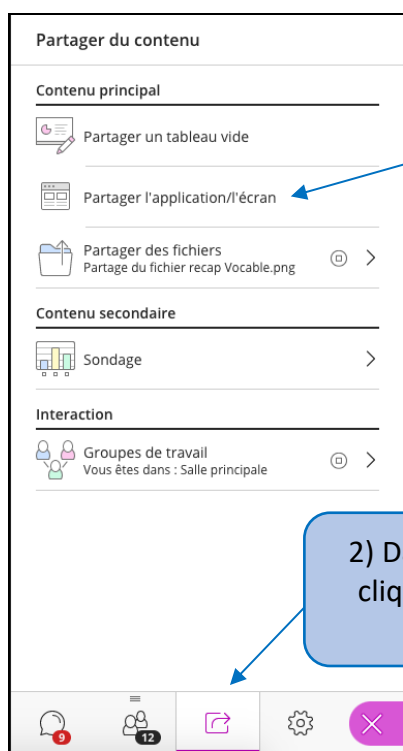 Partager du contenu
Contenu principal
Partager un tableau vide
Partager l'application/l'écran
Partager des fichiers
Partage du fichier recap Vocable.png
Contenu secondaire
Sondage
Interaction
Groupes de travail
Vous êtes dans : Salle principale
2) D
cliq
9
12